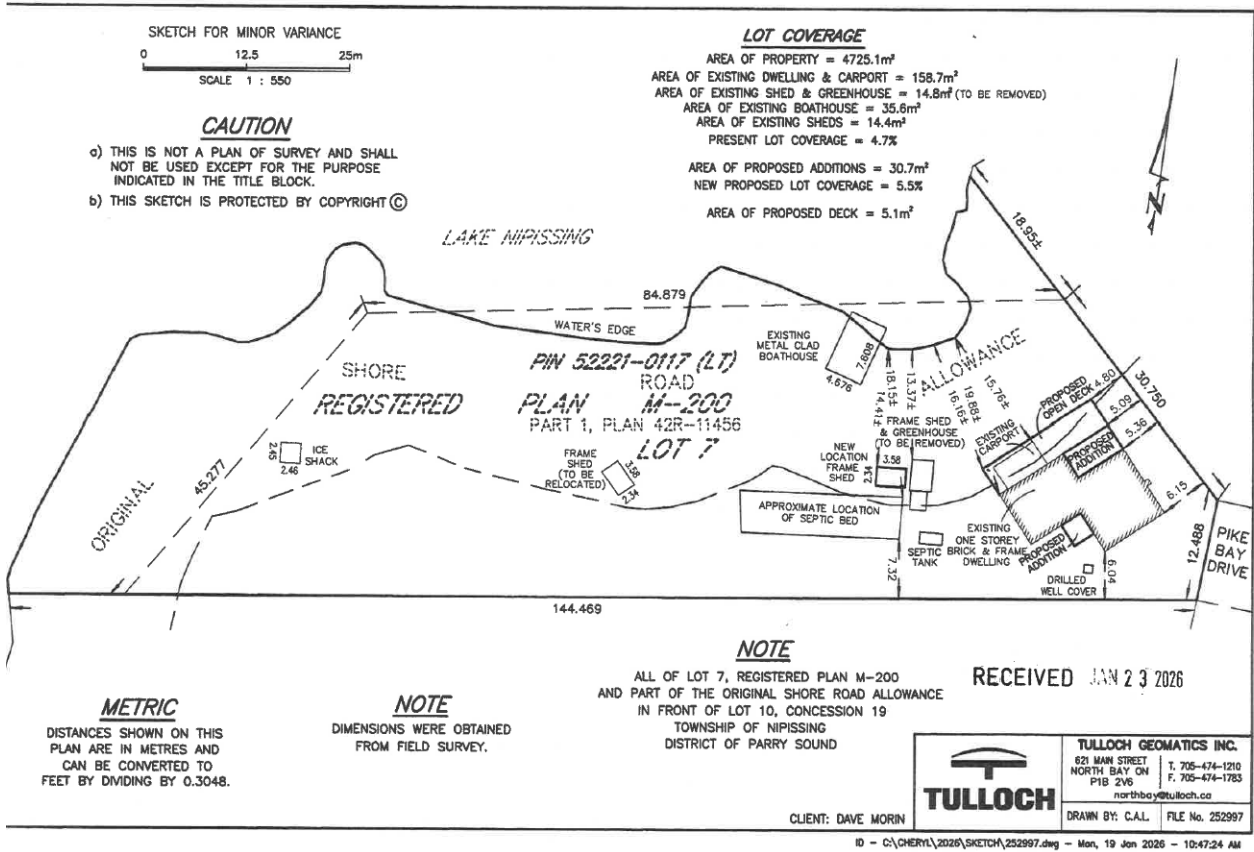 SKETCH FOR MINOR VARIANCE
0 12.5 25m
SCALE 1 : 550
CAUTION
a) THIS IS NOT A PLAN OF SURVEY AND SHALL
NOT BE USED EXCEPT FOR THE PURPOSE
INDICATED IN THE TITLE BLOCK.
b) THIS SKETCH IS PROTECTED BY COPYRIGHT ©
LOT COVERAGE
AREA OF PROPERTY = 4725.1m²
AREA OF EXISTING DWELLING & CARPORT = 158.7m²
AREA OF EXISTING SHED & GREENHOUSE = 14.8m² (TO BE REMOVED)
AREA OF EXISTING BOATHOUSE = 35.6m²
AREA OF EXISTING SHEDS = 14.4m²
PRESENT LOT COVERAGE = 4.7%
AREA OF PROPOSED ADDITIONS = 30.7m²
NEW PROPOSED LOT COVERAGE = 5.5%
AREA OF PROPOSED DECK = 5.1m²
N
LAKE NIPISSING
18.95±
84.879
WATER'S EDGE
EXISTING
METAL CLAD
BOATHOUSE
7.608
4.676
SHORE
ROAD
ALLOWANCE
ORIGINAL
PIN 52221-0117 (LT)
REGISTERED PLAN M-200
PART 1, PLAN 42R-11456
LOT 7
45.277
2.45
2.46
ICE
SHACK
FRAME
SHED
(TO BE
RELOCATED)
3.58
2.34
18.15±
14.41±
13.37±
15.76±
19.88±
16.16±
FRAME SHED
& GREENHOUSE
(TO BE REMOVED)
NEW
LOCATION
FRAME
SHED
3.58
2.34
EXISTING
CARPORT
PROPOSED
OPEN DECK
4.80
30.750
5.09
5.36
PROPOSED
ADDITION
6.15
APPROXIMATE LOCATION
OF SEPTIC BED
7.32
SEPTIC
TANK
EXISTING
ONE STOREY
BRICK & FRAME
DWELLING
PROPOSED
ADDITION
6.04
DRILLED
WELL COVER
12.488
PIKE
BAY
DRIVE
144.469
METRIC
DISTANCES SHOWN ON THIS
PLAN ARE IN METRES AND
CAN BE CONVERTED TO
FEET BY DIVIDING BY 0.3048.
NOTE
DIMENSIONS WERE OBTAINED
FROM FIELD SURVEY.
NOTE
ALL OF LOT 7, REGISTERED PLAN M-200
AND PART OF THE ORIGINAL SHORE ROAD ALLOWANCE
IN FRONT OF LOT 10, CONCESSION 19
TOWNSHIP OF NIPISSING
DISTRICT OF PARRY SOUND
RECEIVED JAN 23 2026
CLIENT: DAVE MORIN
TULLOCH
TULLOCH GEOMATICS INC.
621 MAIN STREET
NORTH BAY ON
P1B 2V6
T. 705-474-1210
F. 705-474-1783
northbay@tulloch.ca
DRAWN BY: C.A.L. FILE No. 252997
ID - C:\CHERYL\2026\SKETCH\252997.dwg - Mon, 19 Jan 2026 - 10:47:24 AM